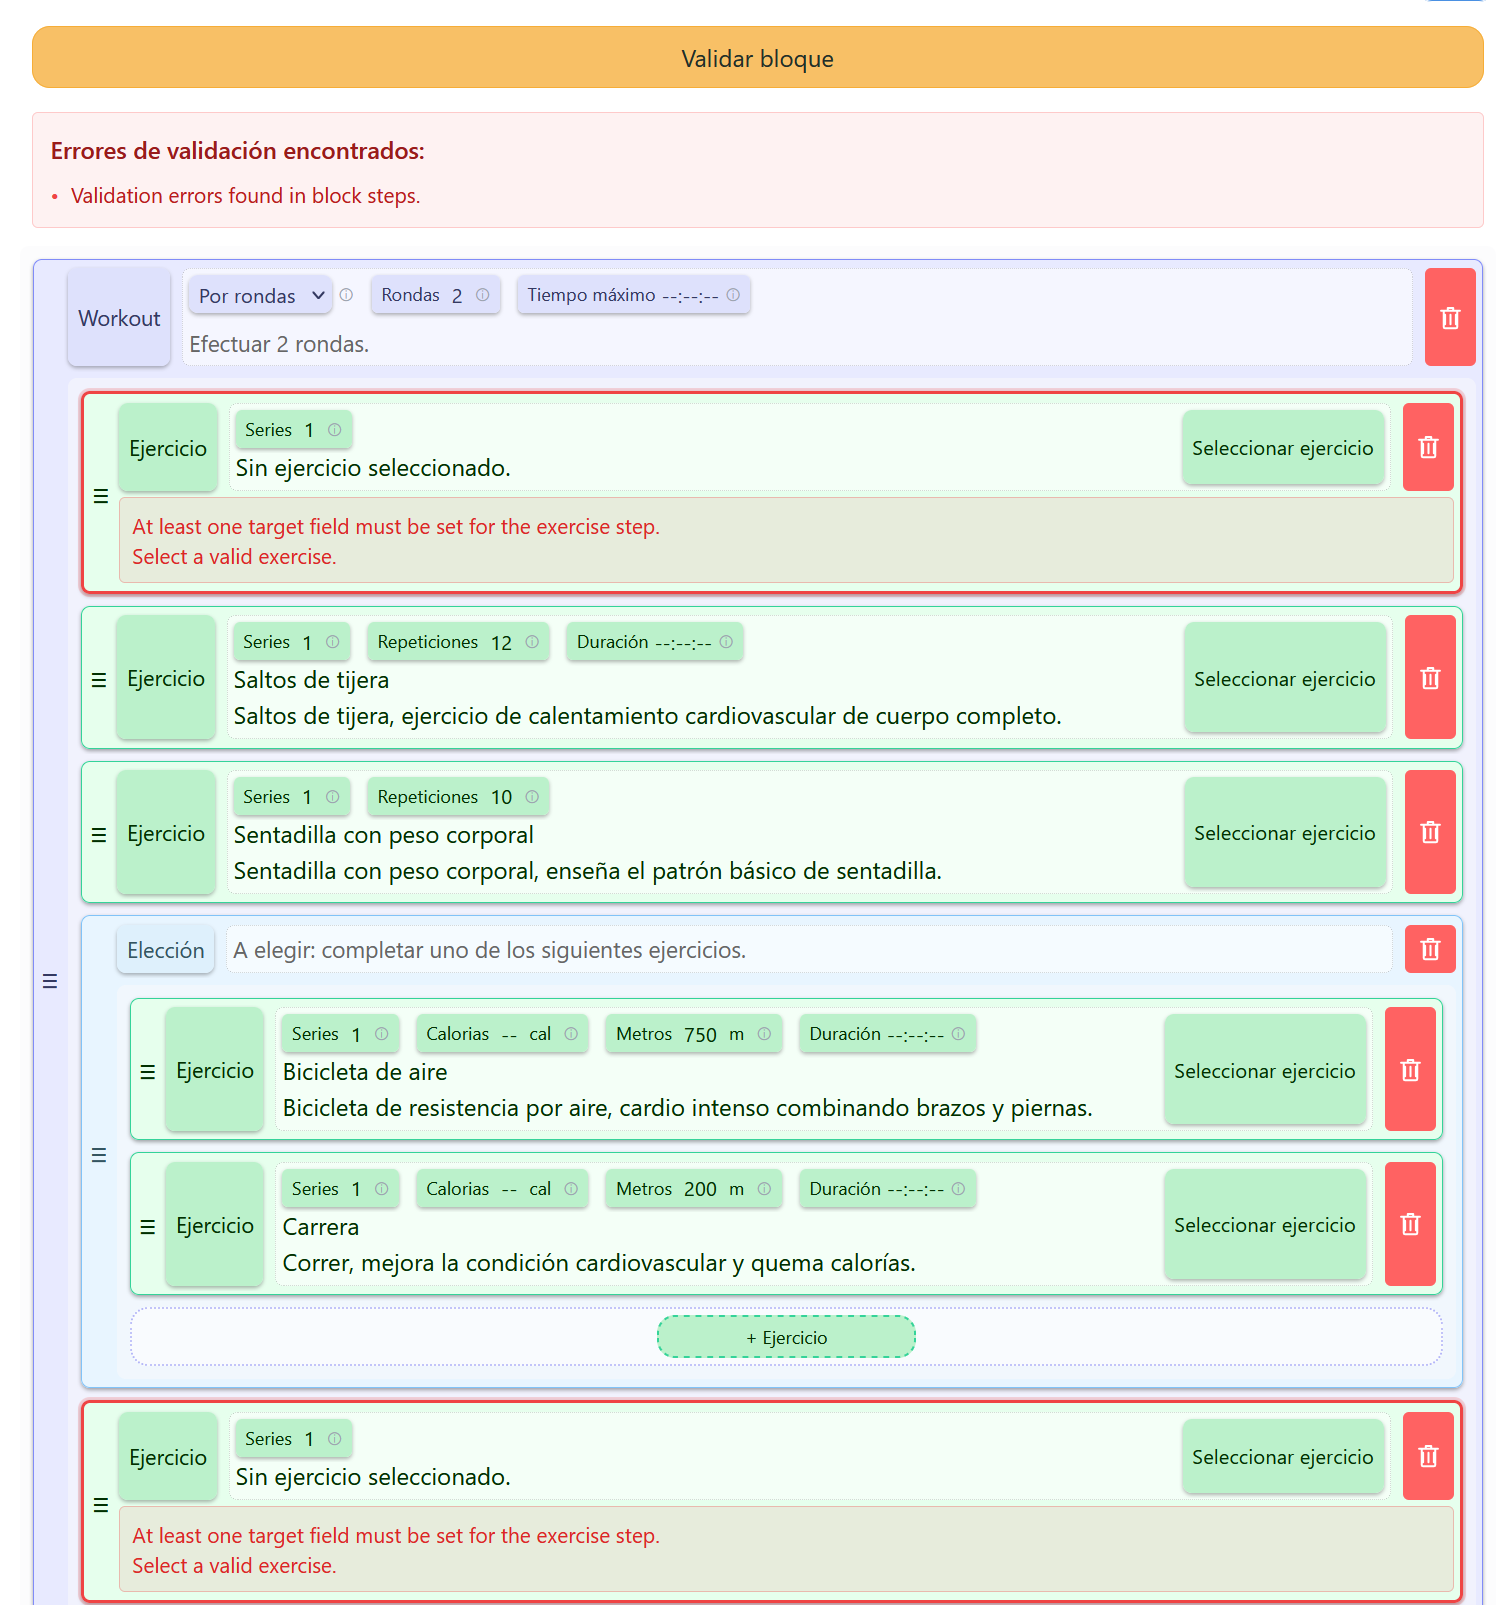 Validar bloque
Errores de validación encontrados:
• Validation errors found in block steps.
Workout
Por rondas
Rondas 2
Tiempo máximo --:--:--
Efectuar 2 rondas.
Ejercicio
Series 1
Sin ejercicio seleccionado.
Seleccionar ejercicio
At least one target field must be set for the exercise step.
Select a valid exercise.
Ejercicio
Series 1
Repeticiones 12
Duración --:--:--
Saltos de tijera
Saltos de tijera, ejercicio de calentamiento cardiovascular de cuerpo completo.
Seleccionar ejercicio
Ejercicio
Series 1
Repeticiones 10
Sentadilla con peso corporal
Sentadilla con peso corporal, enseña el patrón básico de sentadilla.
Seleccionar ejercicio
Elección
A elegir: completar uno de los siguientes ejercicios.
Ejercicio
Series 1
Calorias -- cal
Metros 750 m
Duración --:--:--
Bicicleta de aire
Bicicleta de resistencia por aire, cardio intenso combinando brazos y piernas.
Seleccionar ejercicio
Ejercicio
Series 1
Calorias -- cal
Metros 200 m
Duración --:--:--
Carrera
Correr, mejora la condición cardiovascular y quema calorías.
Seleccionar ejercicio
+ Ejercicio
Ejercicio
Series 1
Sin ejercicio seleccionado.
Seleccionar ejercicio
At least one target field must be set for the exercise step.
Select a valid exercise.